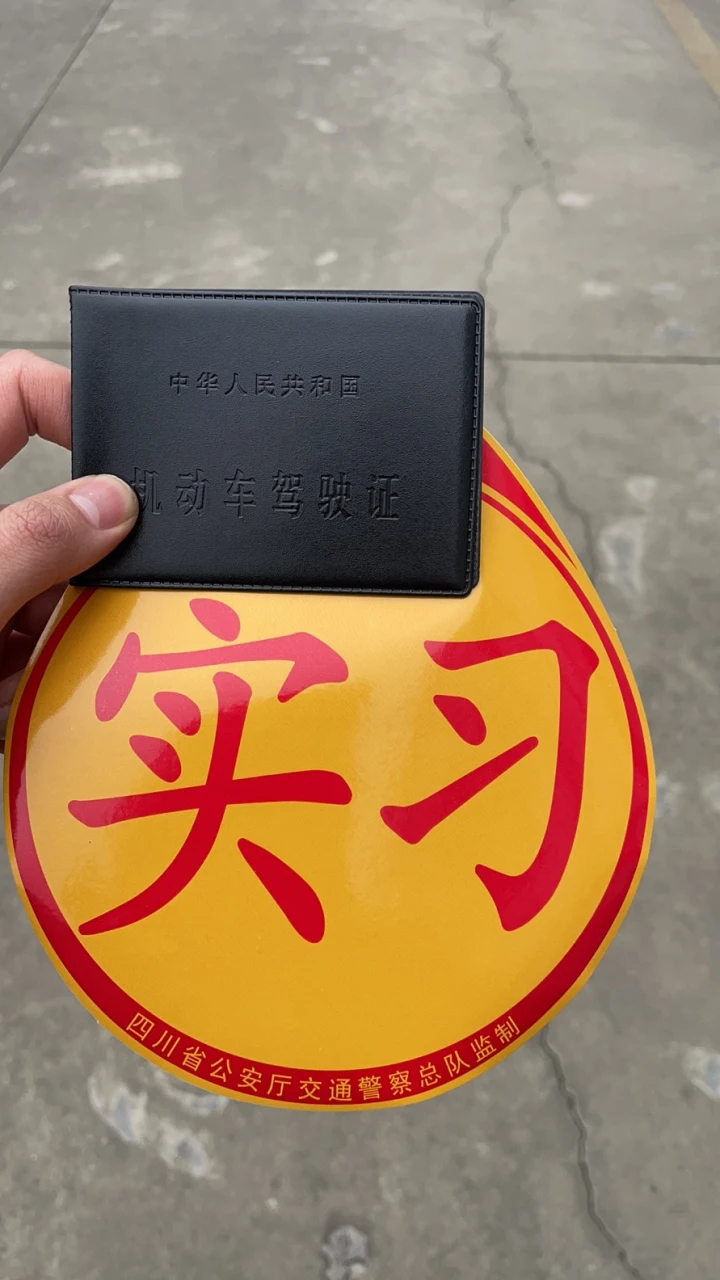 中华人民共和国
机动车驾驶证
实习
四川省公安厅交通警察总队监制